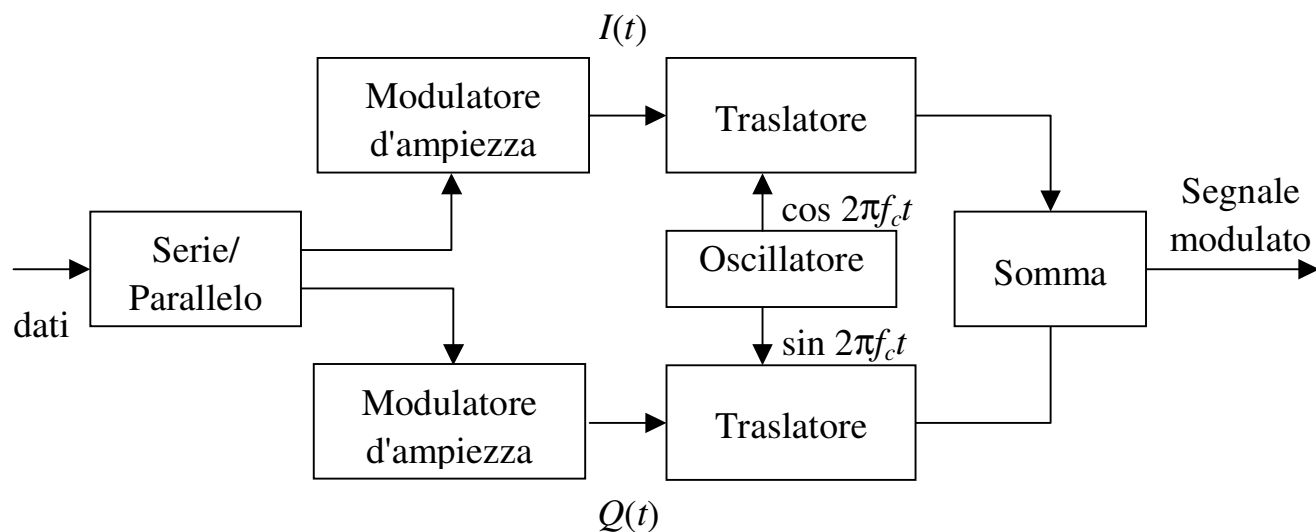 I(t)
Modulatore
d'ampiezza
Traslatore
cos 2πf_ct
Segnale
modulato
Serie/
Parallelo
Oscillatore
Somma
dati
sin 2πf_ct
Modulatore
d'ampiezza
Traslatore
Q(t)